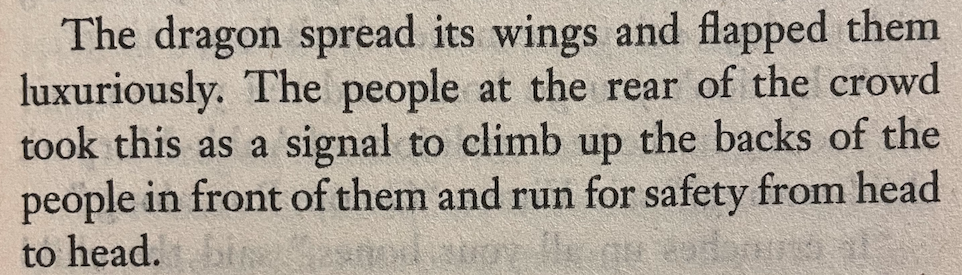 The dragon spread its wings and flapped them
luxuriously. The people at the rear of the crowd
took this as a signal to climb up the backs of the
people in front of them and run for safety from head
to head.